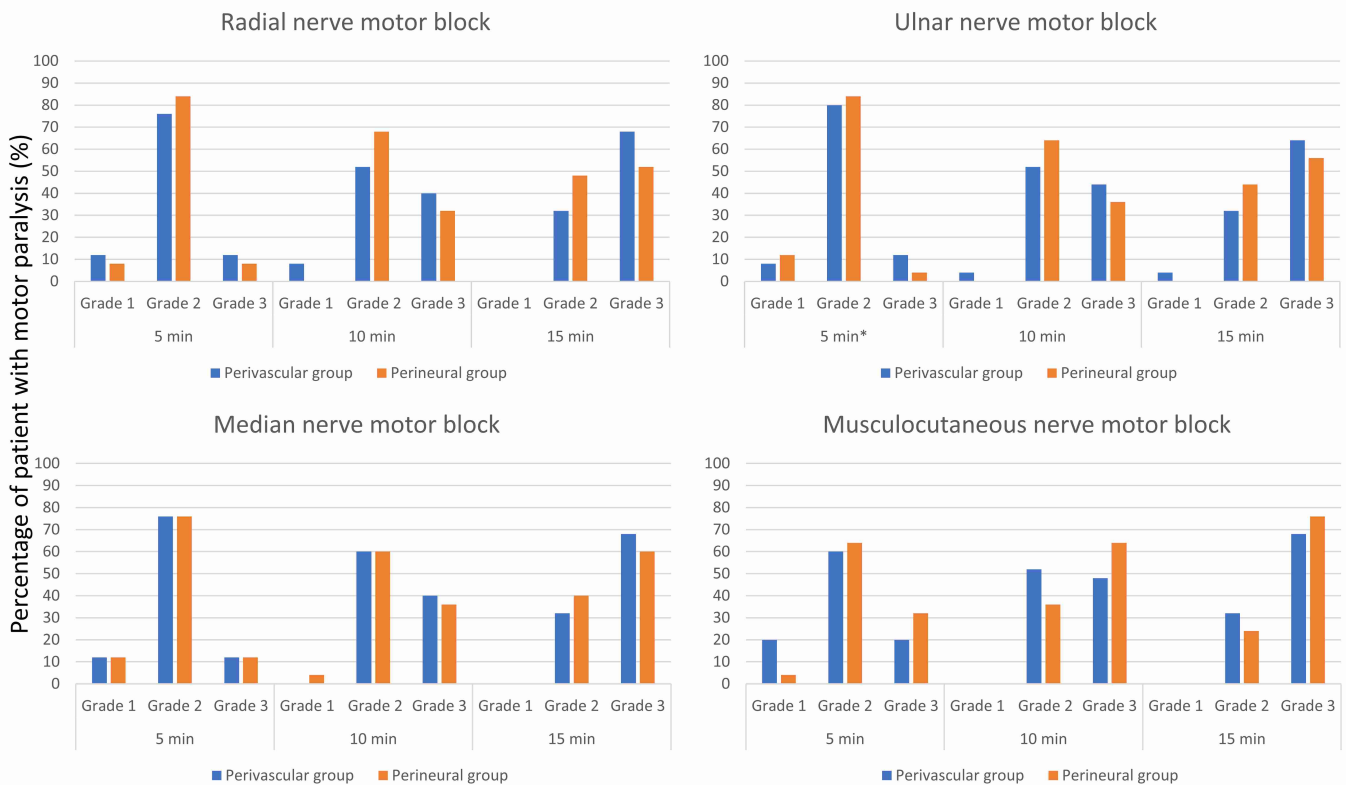 Percentage of patient with motor paralysis (%)
Radial nerve motor block
100
90
80
70
60
50
40
30
20
10
0
Grade 1 Grade 2 Grade 3 Grade 1 Grade 2 Grade 3 Grade 1 Grade 2 Grade 3
5 min 10 min 15 min
Perivascular group Perineural group
Ulnar nerve motor block
100
90
80
70
60
50
40
30
20
10
0
Grade 1 Grade 2 Grade 3 Grade 1 Grade 2 Grade 3 Grade 1 Grade 2 Grade 3
5 min* 10 min 15 min
Perivascular group Perineural group
Median nerve motor block
100
90
80
70
60
50
40
30
20
10
0
Grade 1 Grade 2 Grade 3 Grade 1 Grade 2 Grade 3 Grade 1 Grade 2 Grade 3
5 min 10 min 15 min
Perivascular group Perineural group
Musculocutaneous nerve motor block
100
90
80
70
60
50
40
30
20
10
0
Grade 1 Grade 2 Grade 3 Grade 1 Grade 2 Grade 3 Grade 1 Grade 2 Grade 3
5 min 10 min 15 min
Perivascular group Perineural group